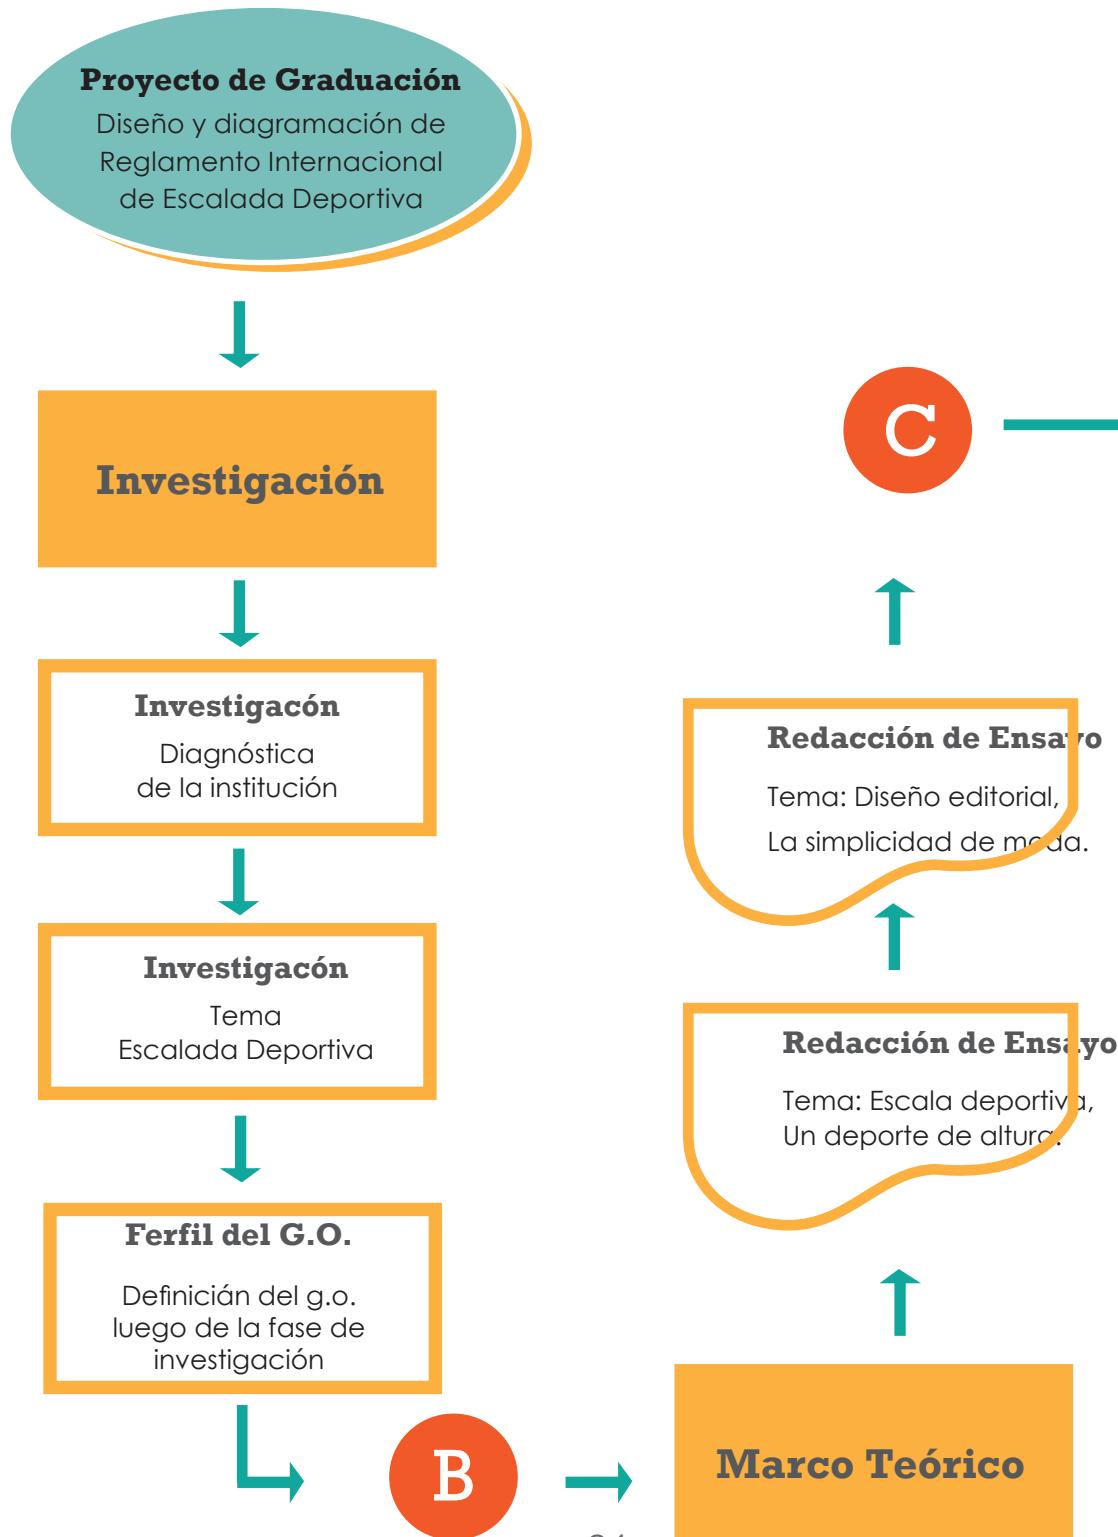 Proyecto de Graduación
Diseño y diagramación de
Reglamento Internacional
de Escalada Deportiva
Investigación
Investigacón
Diagnóstica
de la institución
Investigacón
Tema
Escalada Deportiva
Ferfil del G.O.
Definicián del g.o.
luego de la fase de
investigación
B
Marco Teórico
Redacción de Ensayo
Tema: Escala deportiva,
Un deporte de altura.
Redacción de Ensayo
Tema: Diseño editorial,
La simplicidad de moda.
C